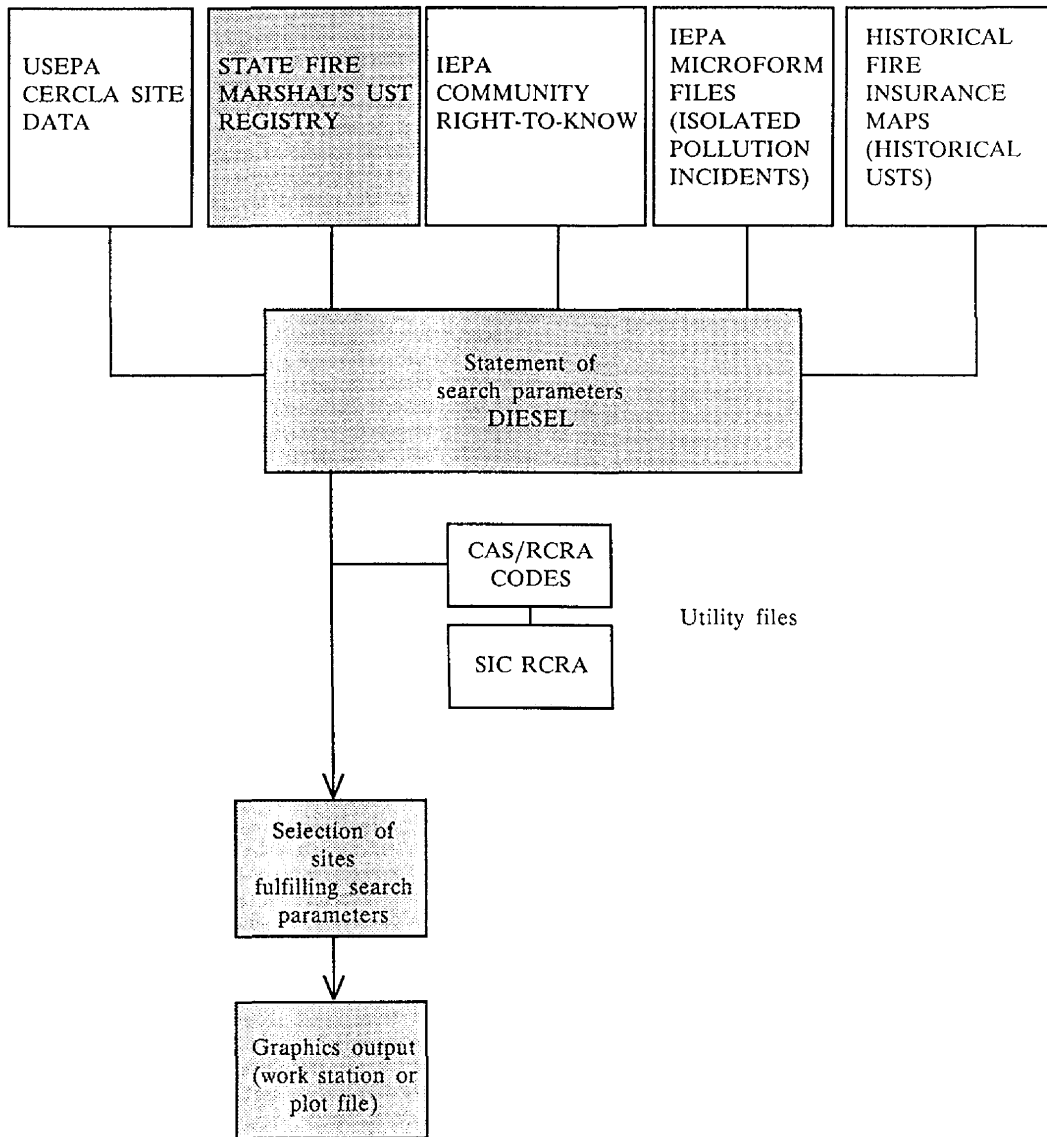 USEPA
CERCLA SITE
DATA
STATE FIRE
MARSHAL'S UST
REGISTRY
IEPA
COMMUNITY
RIGHT-TO-KNOW
IEPA
MICROFORM
FILES
(ISOLATED
POLLUTION
INCIDENTS)
HISTORICAL
FIRE
INSURANCE
MAPS
(HISTORICAL
USTS)
Statement of
search parameters
DIESEL
CAS/RCRA
CODES
Utility files
SIC RCRA
Selection of
sites
fulfilling search
parameters
Graphics output
(work station or
plot file)